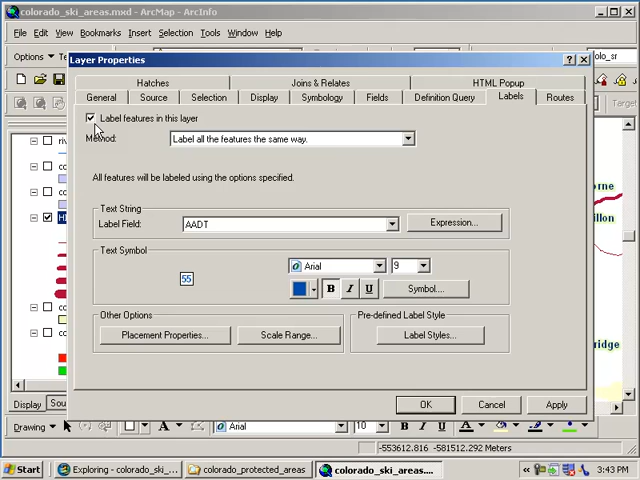 colorado_ski_areas.mxd - ArcMap - ArcInfo
File Edit View Bookmarks Insert Selection Tools Window Help
Options
Layer Properties
Hatches Joins & Relates HTML Popup
General Source Selection Display Symbology Fields Definition Query Labels Routes
Label features in this layer
Method: Label all the features the same way.
All features will be labeled using the options specified.
Text String
Label Field: AADT Expression...
Text Symbol
55
Arial 9
B I U Symbol...
Other Options Pre-defined Label Style
Placement Properties... Scale Range... Label Styles...
OK Cancel Apply
Display
Drawing A Arial 10 B I U A
-553612.816 -581512.292 Meters
Start Exploring - colorado_sk... colorado_protected_areas colorado_ski_areas.... 3:43 PM